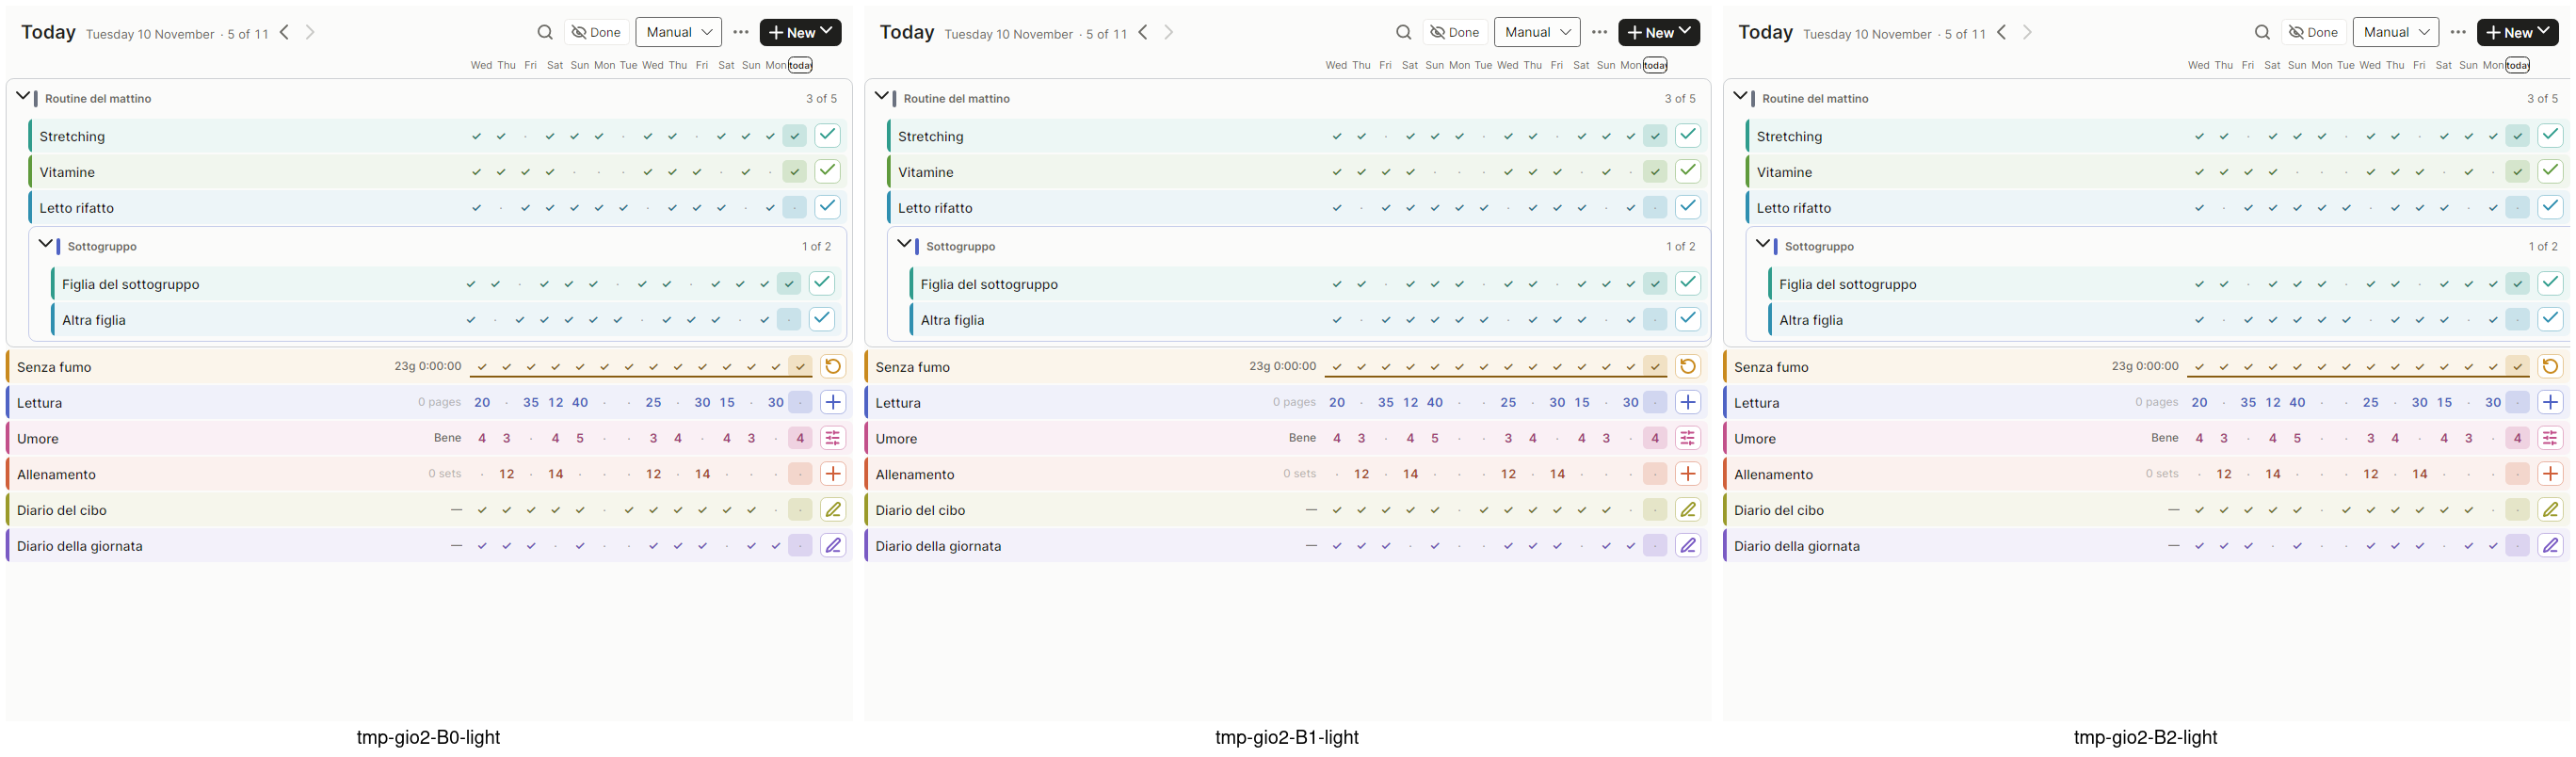 Today Tuesday 10 November · 5 of 11 Done Manual ··· + New
Wed Thu Fri Sat Sun Mon Tue Wed Thu Fri Sat Sun Mon today
Routine del mattino 3 of 5
Stretching
Vitamine
Letto rifatto
Sottogruppo 1 of 2
Figlia del sottogruppo
Altra figlia
Senza fumo 23g 0:00:00
Lettura 0 pages 20 · 35 12 40 · · 25 · 30 15 · 30 ·
Umore Bene 4 3 · 4 5 · · 3 4 · 4 3 · 4
Allenamento 0 sets · 12 · 14 · · · 12 · 14 · · · ·
Diario del cibo —
Diario della giornata —
tmp-gio2-B0-light
Today Tuesday 10 November · 5 of 11 Done Manual ··· + New
Wed Thu Fri Sat Sun Mon Tue Wed Thu Fri Sat Sun Mon today
Routine del mattino 3 of 5
Stretching
Vitamine
Letto rifatto
Sottogruppo 1 of 2
Figlia del sottogruppo
Altra figlia
Senza fumo 23g 0:00:00
Lettura 0 pages 20 · 35 12 40 · · 25 · 30 15 · 30 ·
Umore Bene 4 3 · 4 5 · · 3 4 · 4 3 · 4
Allenamento 0 sets · 12 · 14 · · · 12 · 14 · · · ·
Diario del cibo —
Diario della giornata —
tmp-gio2-B1-light
Today Tuesday 10 November · 5 of 11 Done Manual ··· + New
Wed Thu Fri Sat Sun Mon Tue Wed Thu Fri Sat Sun Mon today
Routine del mattino 3 of 5
Stretching
Vitamine
Letto rifatto
Sottogruppo 1 of 2
Figlia del sottogruppo
Altra figlia
Senza fumo 23g 0:00:00
Lettura 0 pages 20 · 35 12 40 · · 25 · 30 15 · 30 ·
Umore Bene 4 3 · 4 5 · · 3 4 · 4 3 · 4
Allenamento 0 sets · 12 · 14 · · · 12 · 14 · · · ·
Diario del cibo —
Diario della giornata —
tmp-gio2-B2-light